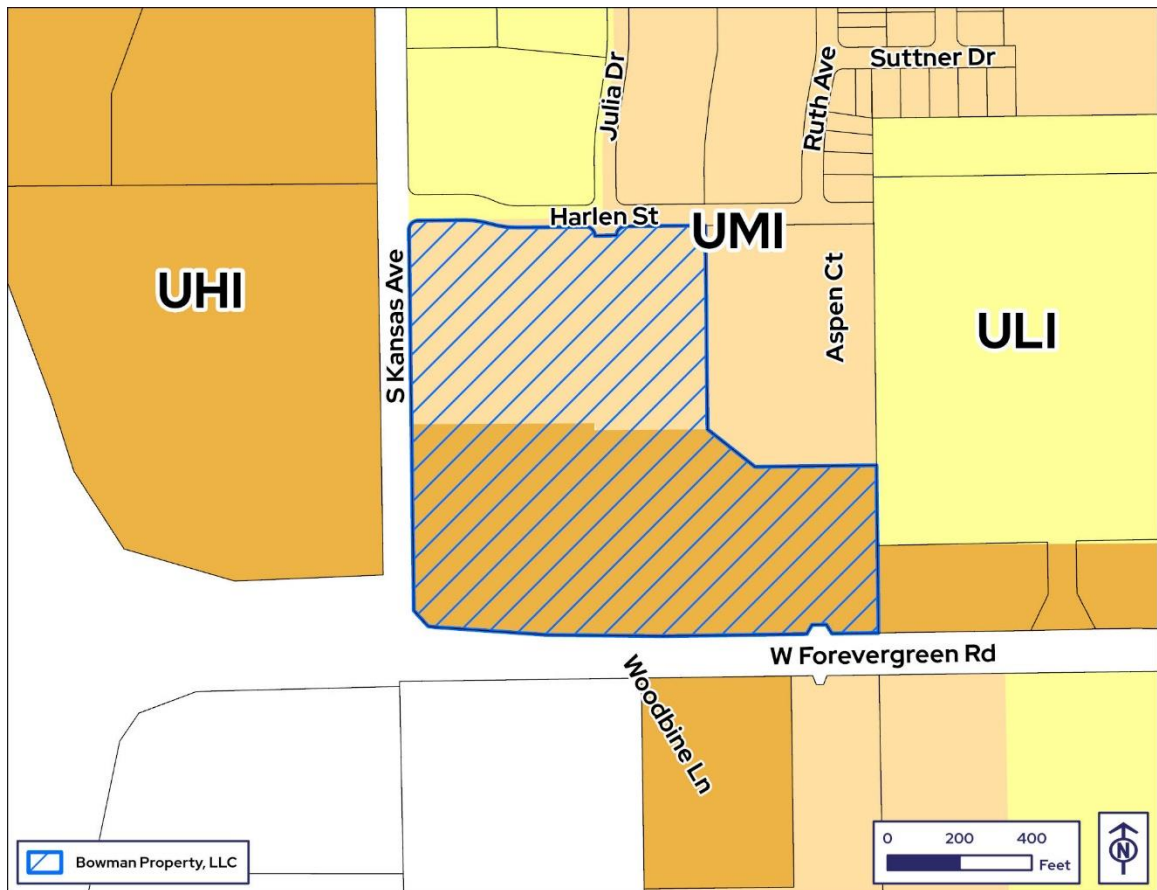 Suttner Dr
Julia Dr
Ruth Ave
Harlen St
UMI
UHI
S Kansas Ave
Aspen Ct
ULI
W Forevergreen Rd
Woodbine Ln
Bowman Property, LLC
0 200 400
Feet
N